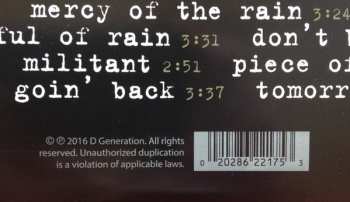 mercy of the rain 3:24
ful of rain 3:31 don't
militant 2:51 piece of
goin' back 3:37 tomorr
© ℗ 2016 D Generation. All rights
reserved. Unauthorized duplication
is a violation of applicable laws.
0 20286 22175 3